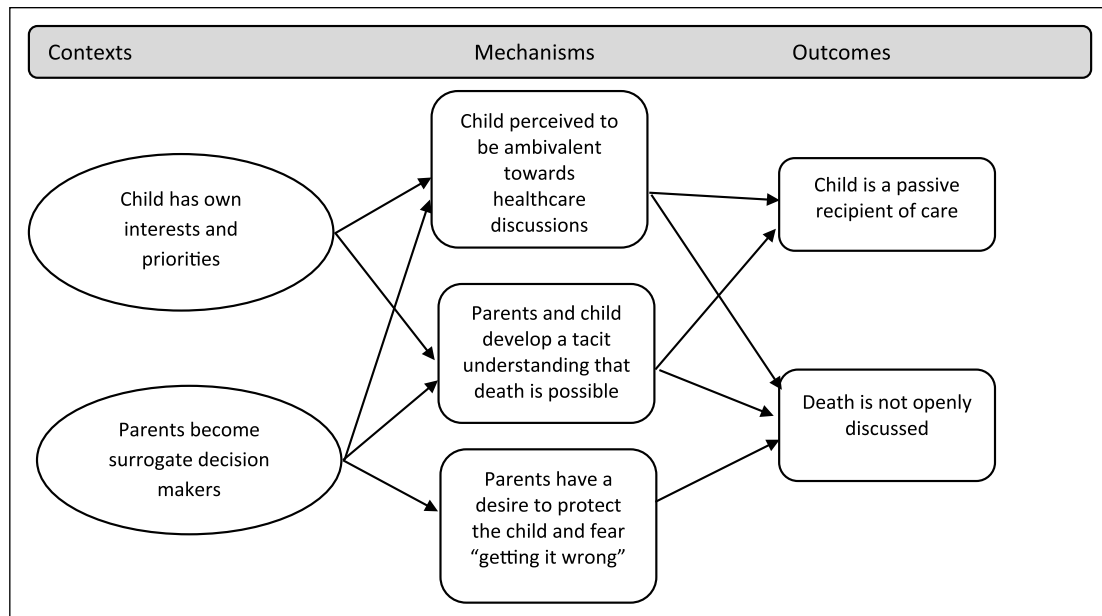 Contexts
Mechanisms
Outcomes
Child has own
interests and
priorities
Parents become
surrogate decision
makers
Child perceived to
be ambivalent
towards
healthcare
discussions
Parents and child
develop a tacit
understanding that
death is possible
Parents have a
desire to protect
the child and fear
“getting it wrong”
Child is a passive
recipient of care
Death is not openly
discussed